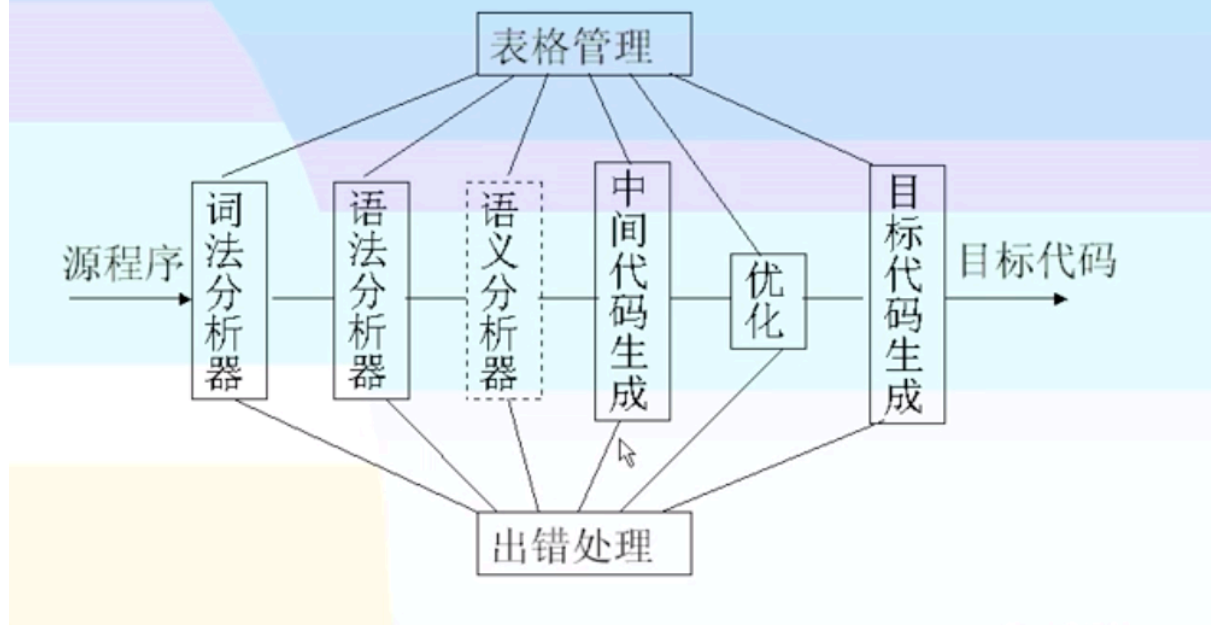 表格管理
源程序
词法分析器
语法分析器
语义分析器
中间代码生成
优化
目标代码生成
目标代码
出错处理